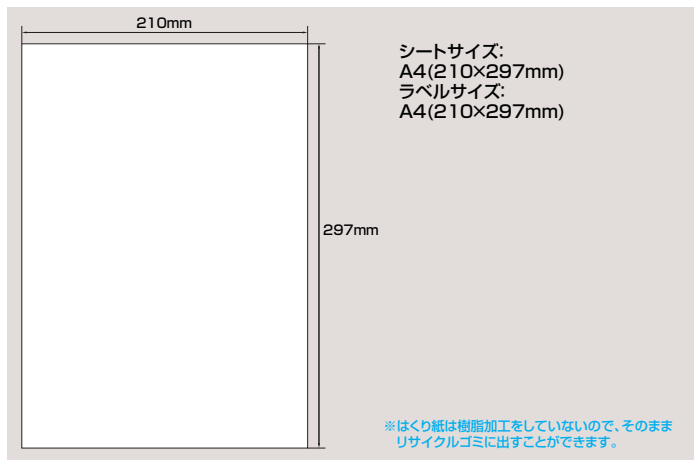 210mm
シートサイズ:
A4(210×297mm)
ラベルサイズ:
A4(210×297mm)
297mm
※はくり紙は樹脂加工をしていないので、そのまま
リサイクルゴミに出すことができます。